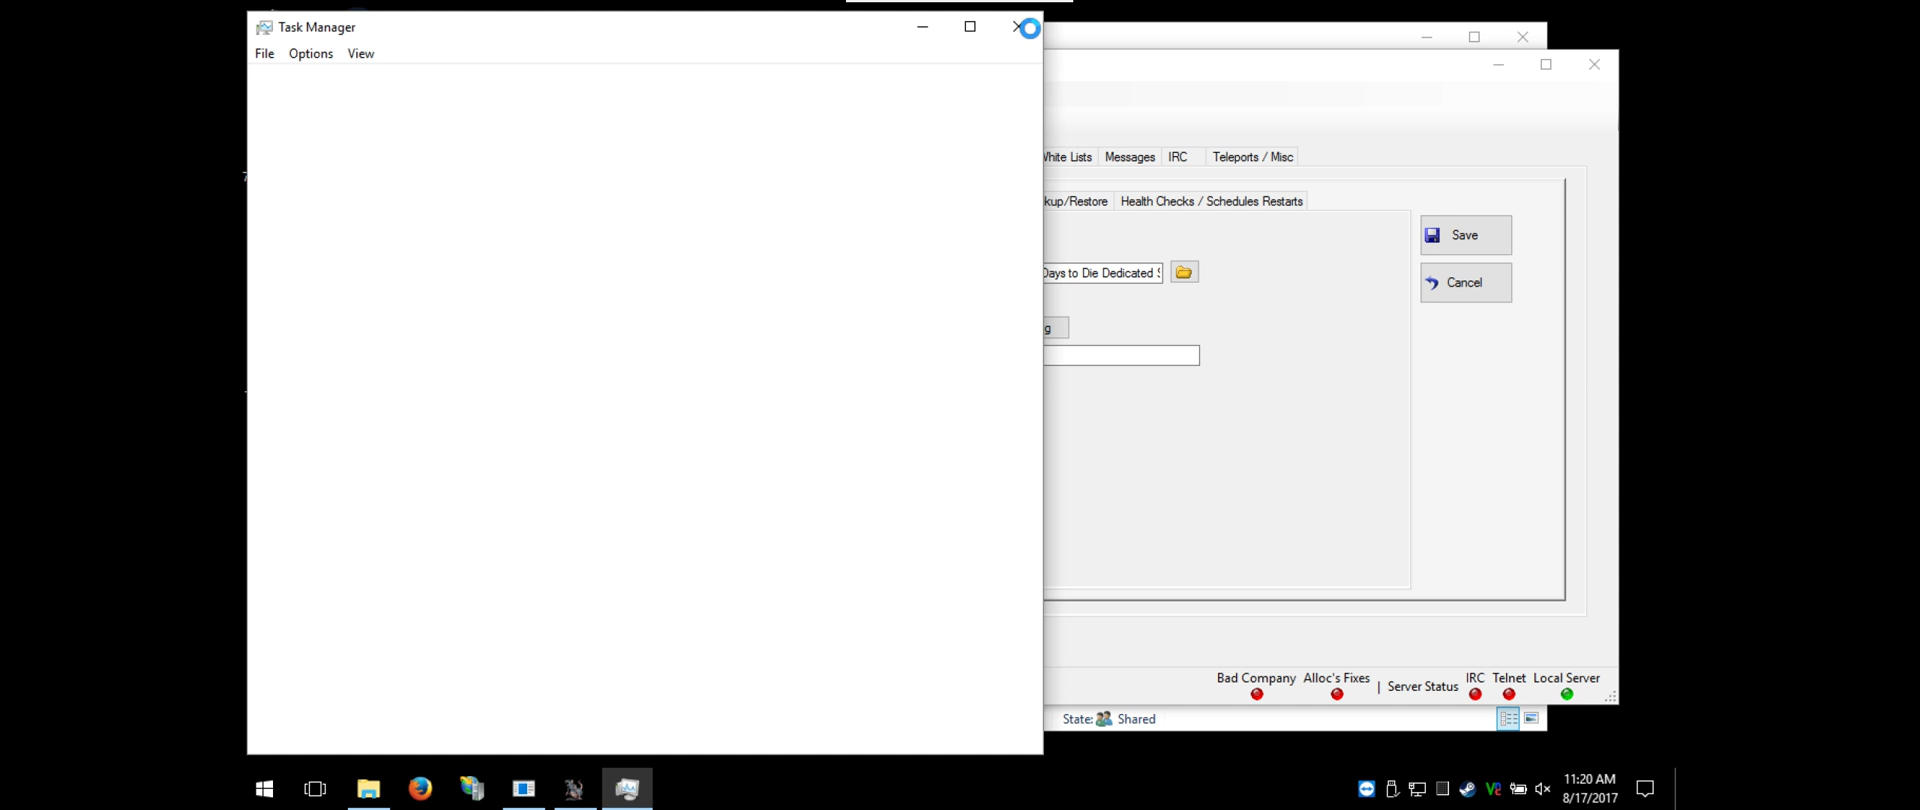 Task Manager
File Options View
White Lists Messages IRC Teleports / Misc
kup/Restore Health Checks / Schedules Restarts
Save
Days to Die Dedicated S
Cancel
g
Bad Company Alloc's Fixes | Server Status IRC Telnet Local Server
State: Shared
11:20 AM
8/17/2017